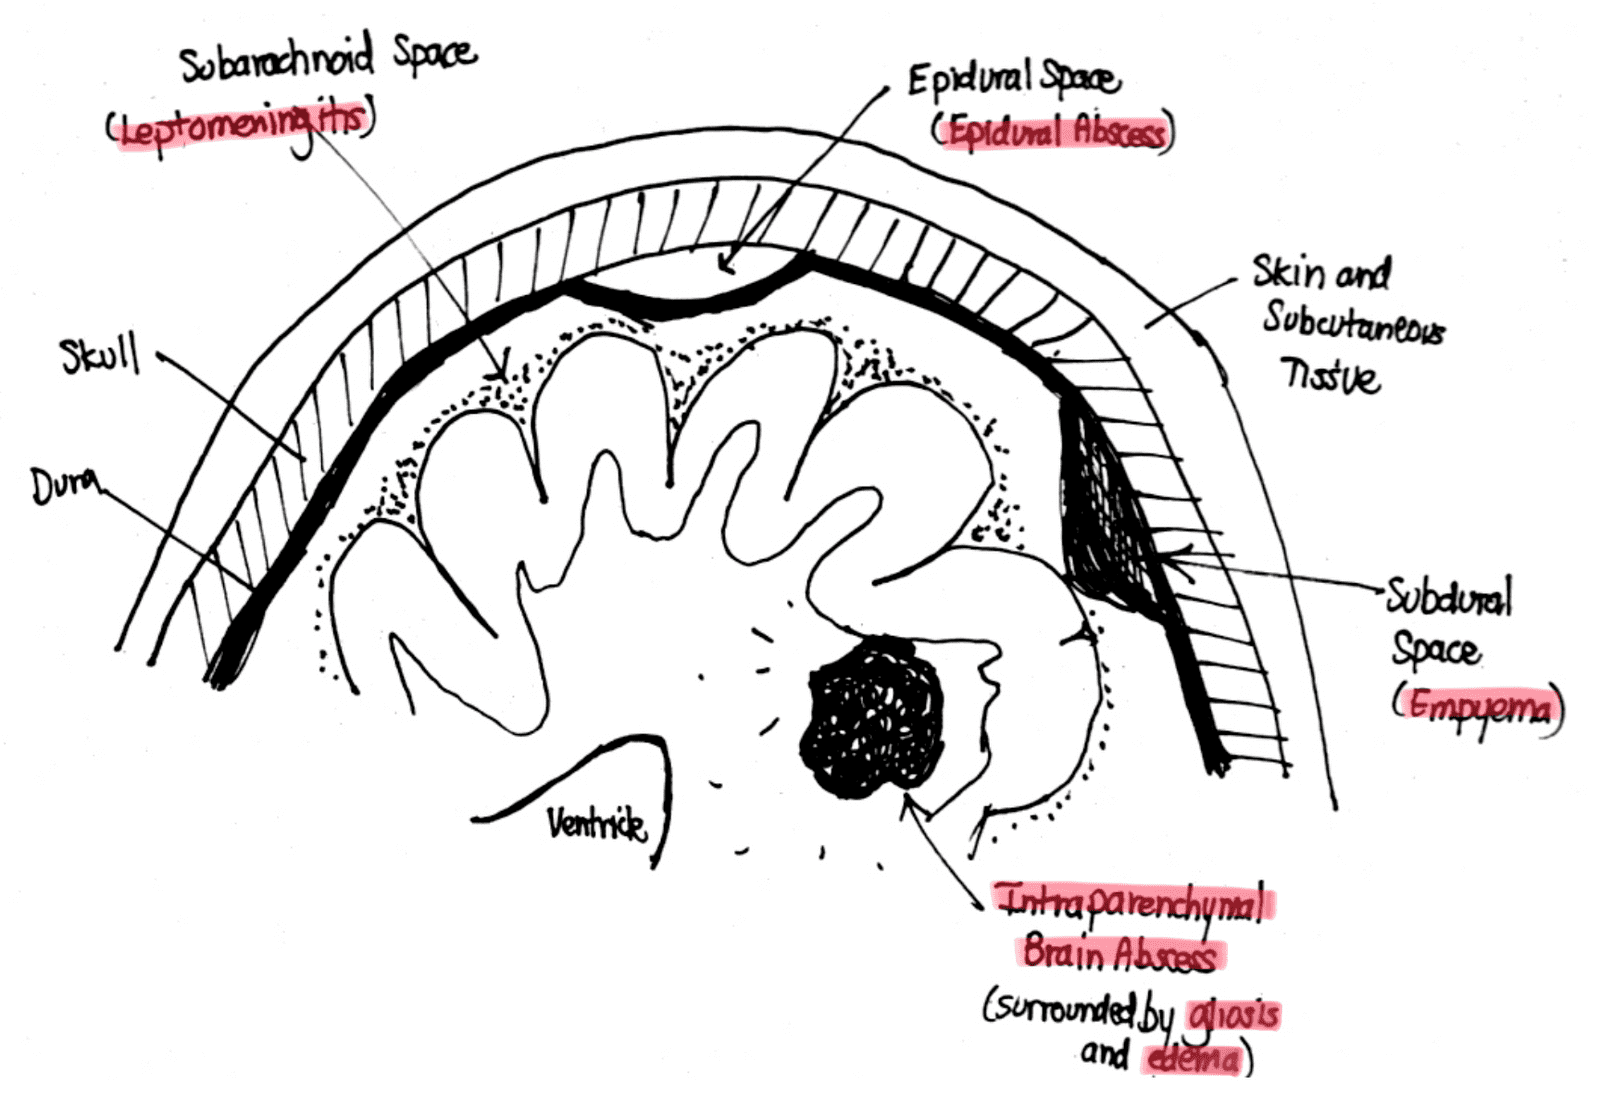 Subarachnoid Space
(Leptomeningitis)
Epidural Space
(Epidural Abscess)
Skin and
Subcutaneous
Tissue
Skull
Dura
Subdural
Space
(Empyema)
Ventricle
Intraparenchymal
Brain Abscess
(surrounded by gliosis
and edema)